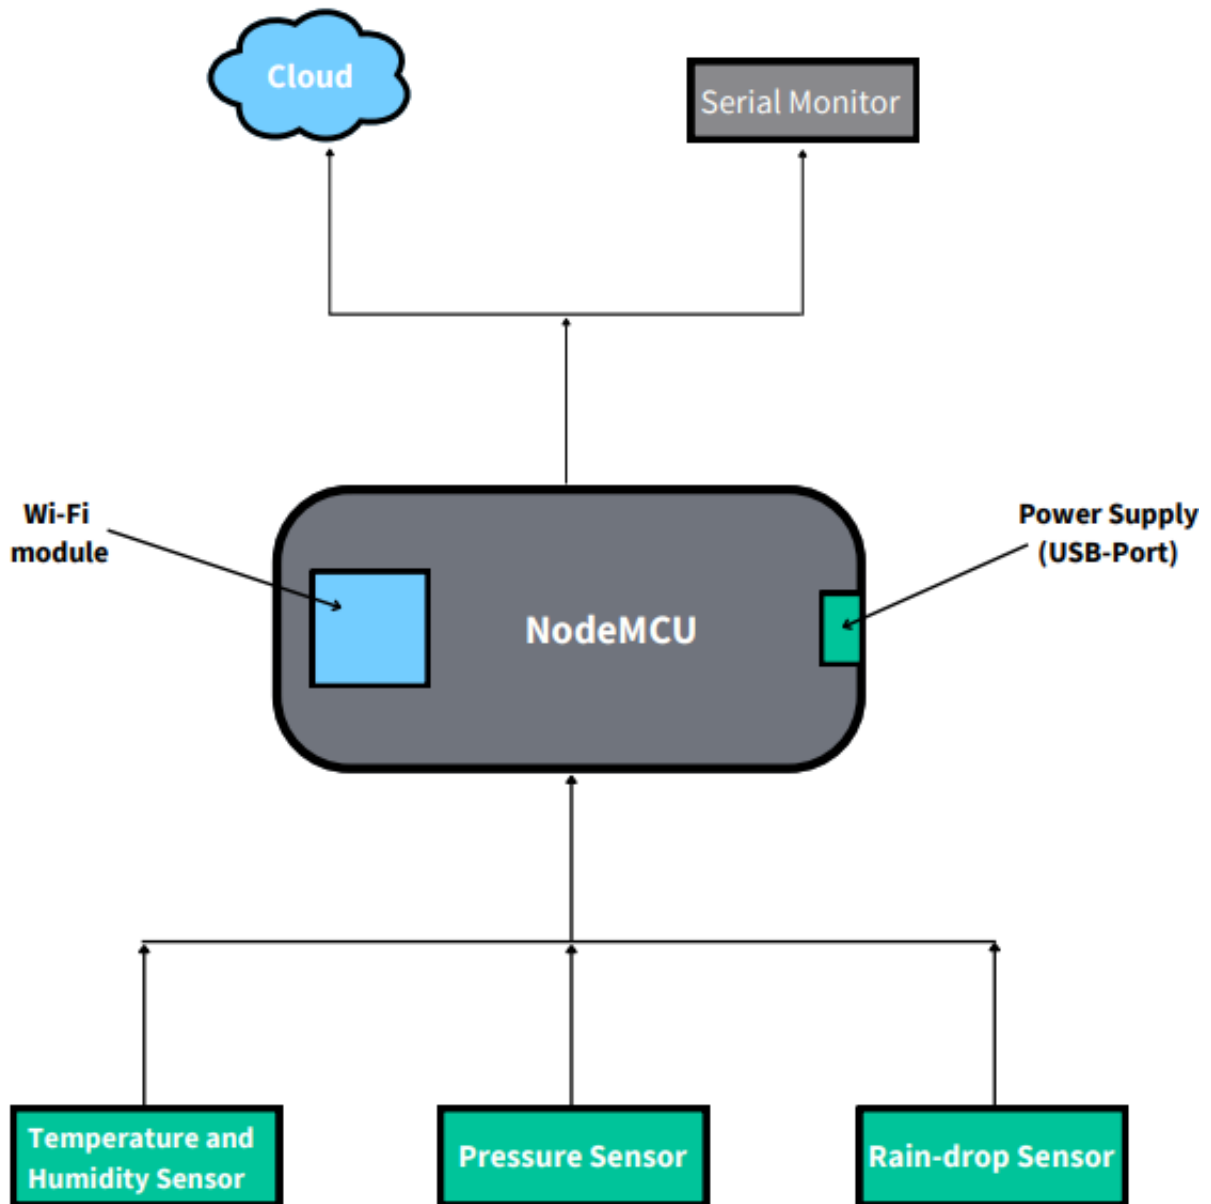 Cloud
Serial Monitor
Wi-Fi
module
Power Supply
(USB-Port)
NodeMCU
Temperature and
Humidity Sensor
Pressure Sensor
Rain-drop Sensor